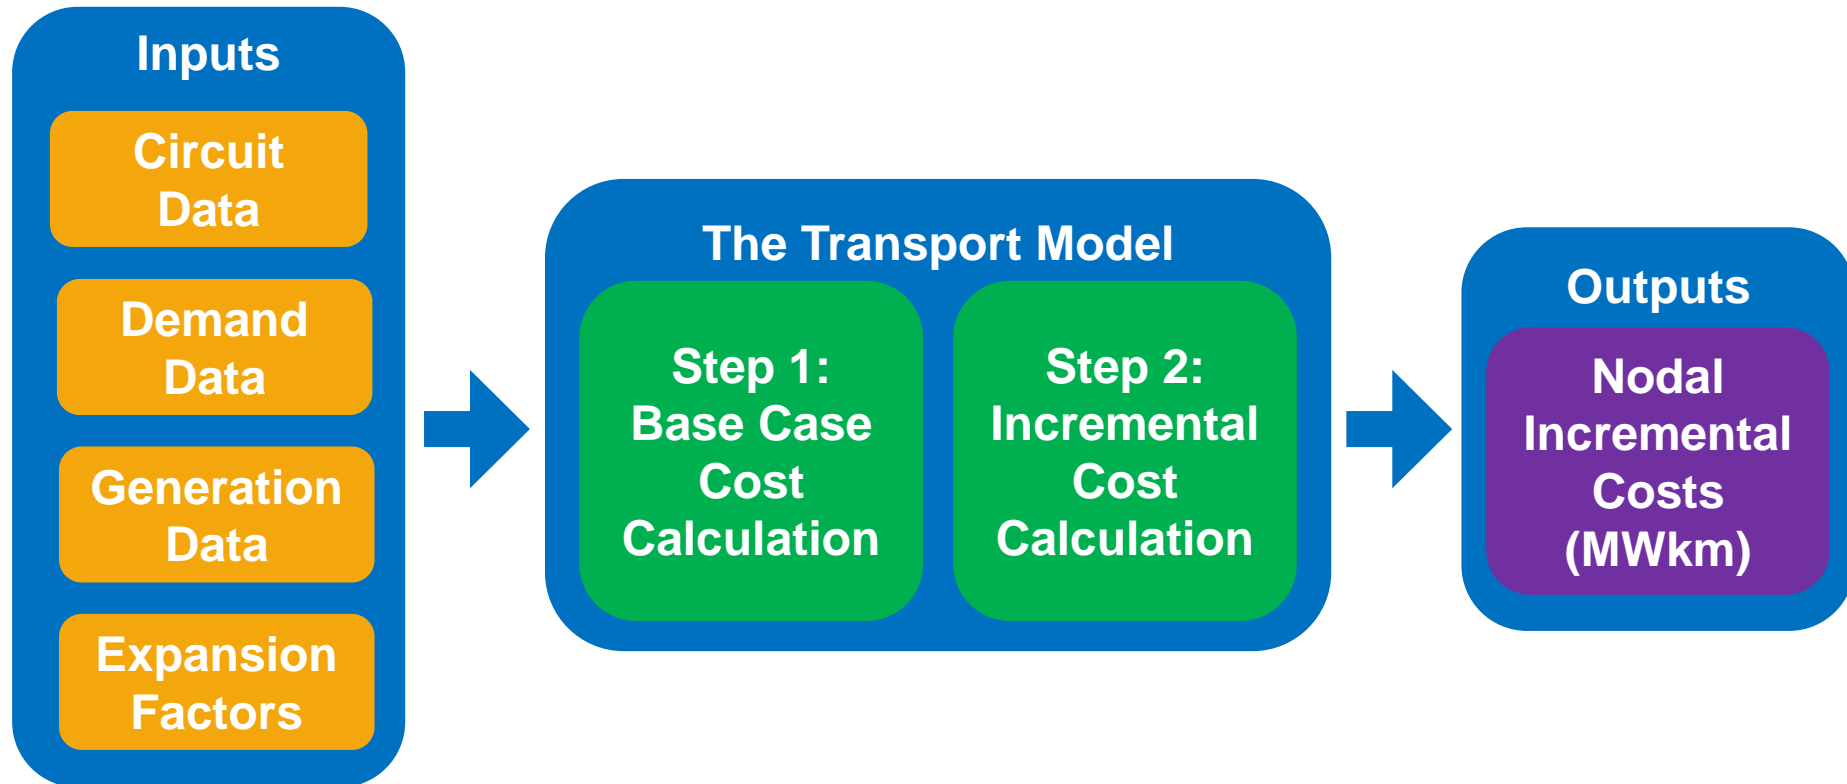 Inputs
Circuit
Data
Demand
Data
Generation
Data
Expansion
Factors
The Transport Model
Step 1:
Base Case
Cost
Calculation
Step 2:
Incremental
Cost
Calculation
Outputs
Nodal
Incremental
Costs
(MWkm)